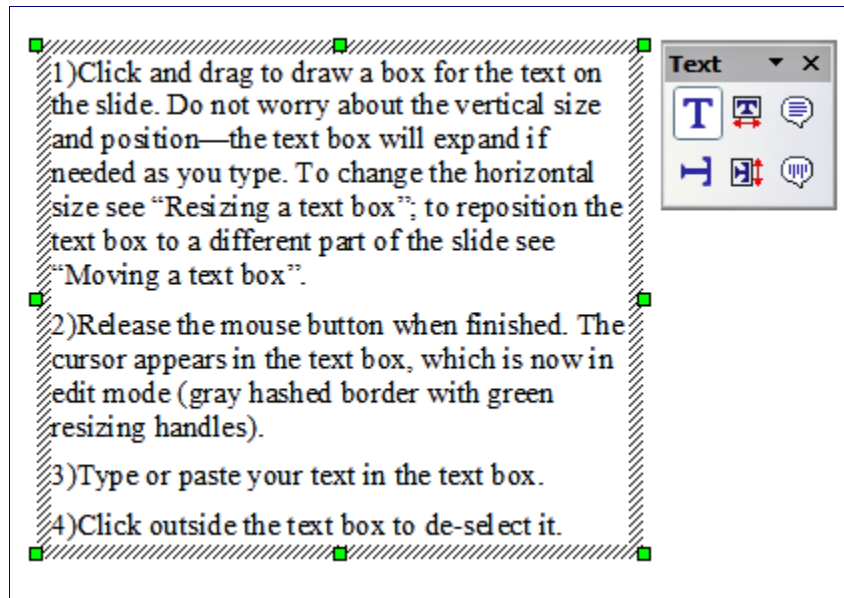 1)Click and drag to draw a box for the text on
the slide. Do not worry about the vertical size
and position—the text box will expand if
needed as you type. To change the horizontal
size see “Resizing a text box”; to reposition the
text box to a different part of the slide see
“Moving a text box”.
2)Release the mouse button when finished. The
cursor appears in the text box, which is now in
edit mode (gray hashed border with green
resizing handles).
3)Type or paste your text in the text box.
4)Click outside the text box to de-select it.
Text